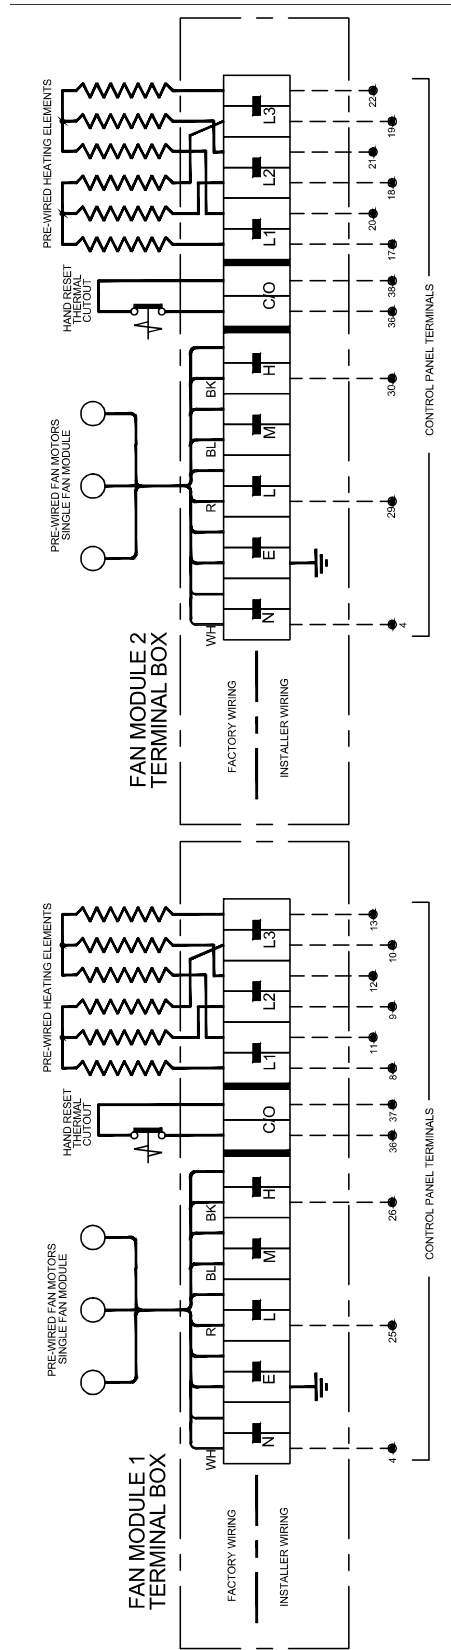 FAN MODULE 1
TERMINAL BOX
FACTORY WIRING
INSTALLER WIRING
PRE-WIRED FAN MOTORS
SINGLE FAN MODULE
HAND RESET
THERMAL
CUTOUT
PRE-WIRED HEATING ELEMENTS
WH
R
BL
BK
N
E
L
M
H
C/O
L1
L2
L3
4
25
26
36
37
8
11
9
12
10
13
CONTROL PANEL TERMINALS
FAN MODULE 2
TERMINAL BOX
FACTORY WIRING
INSTALLER WIRING
PRE-WIRED FAN MOTORS
SINGLE FAN MODULE
HAND RESET
THERMAL
CUTOUT
PRE-WIRED HEATING ELEMENTS
WH
R
BL
BK
N
E
L
M
H
C/O
L1
L2
L3
4
29
30
36
38
17
20
18
21
19
22
CONTROL PANEL TERMINALS